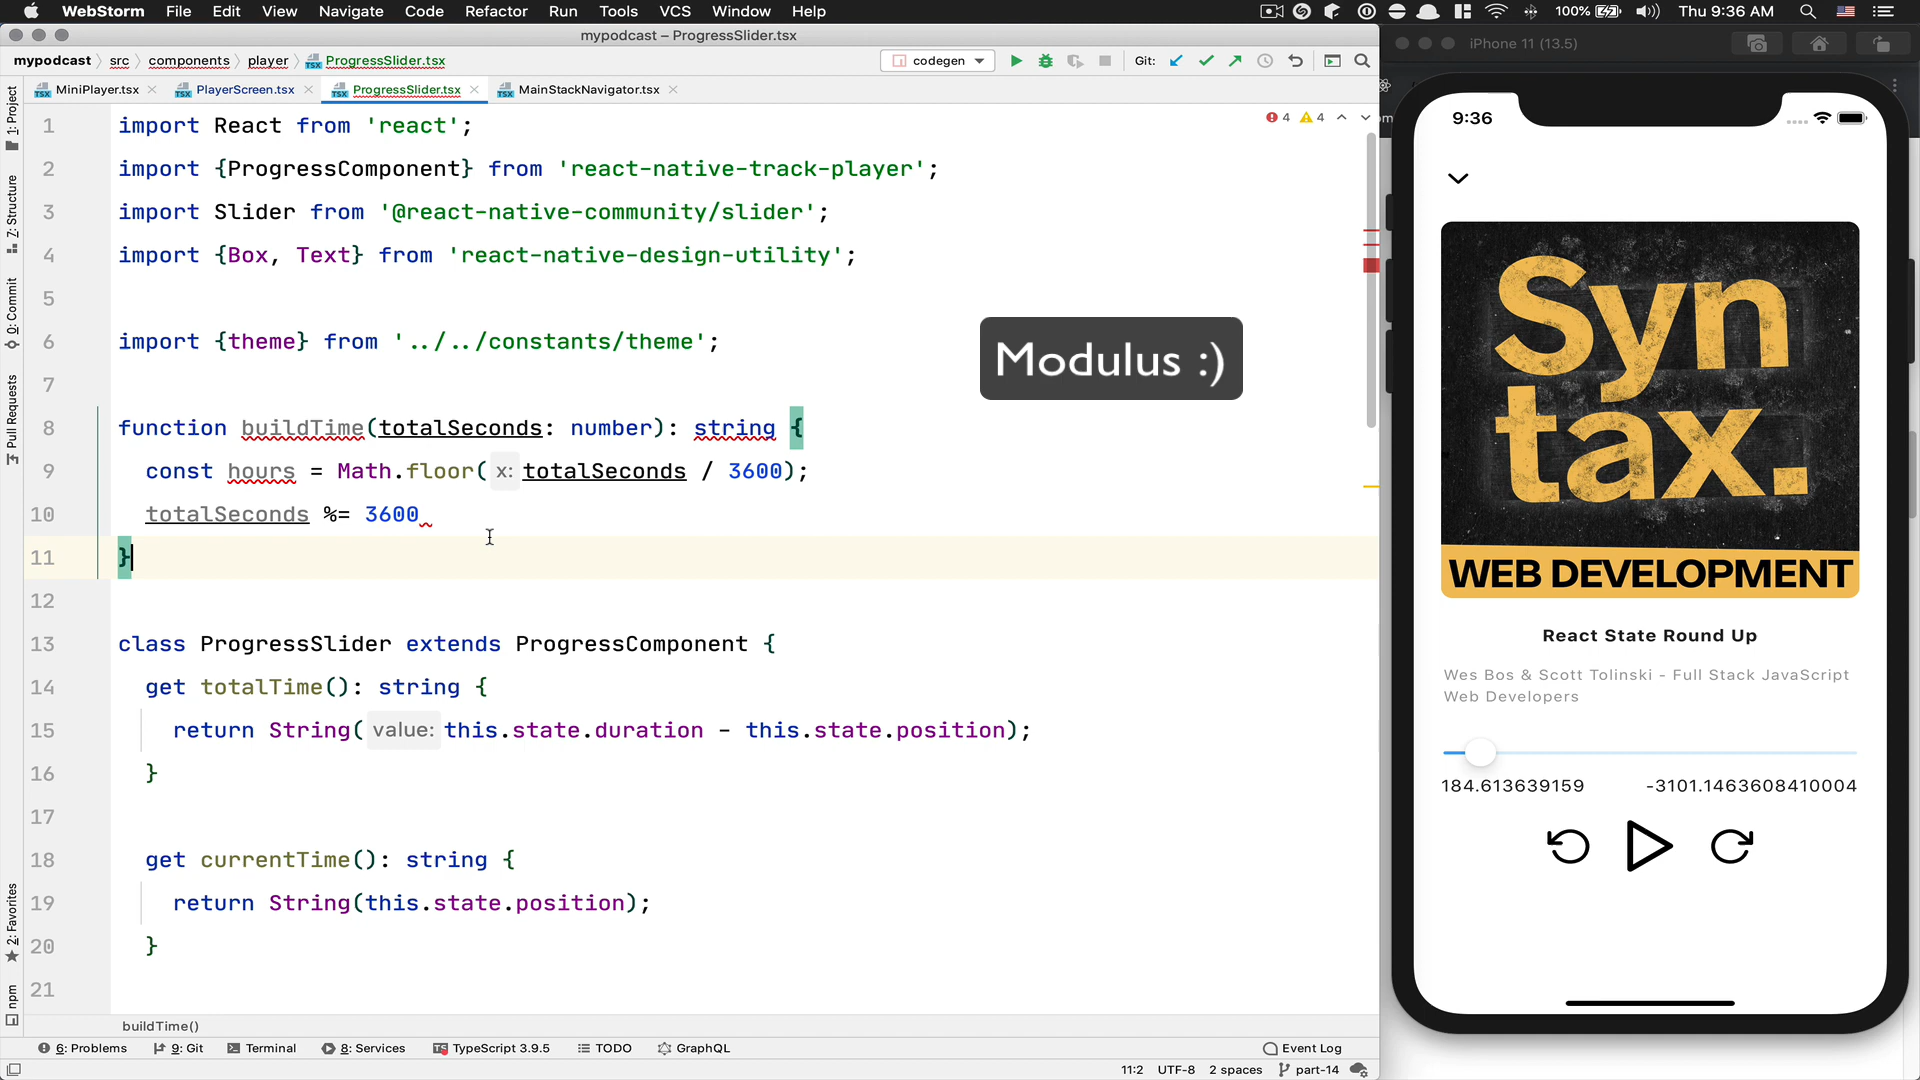 WebStorm File Edit View Navigate Code Refactor Run Tools VCS Window Help
100% Thu 9:36 AM
mypodcast – ProgressSlider.tsx
iPhone 11 (13.5)
mypodcast src components player ProgressSlider.tsx
codegen Git:
MiniPlayer.tsx PlayerScreen.tsx ProgressSlider.tsx MainStackNavigator.tsx
4 4
1: Project
Z: Structure
0: Commit
Pull Requests
2: Favorites
npm
1 import React from 'react';
2 import {ProgressComponent} from 'react-native-track-player';
3 import Slider from '@react-native-community/slider';
4 import {Box, Text} from 'react-native-design-utility';
5
6 import {theme} from '../../constants/theme';
7
8 function buildTime(totalSeconds: number): string {
9 const hours = Math.floor( x: totalSeconds / 3600);
10 totalSeconds %= 3600
11 }
12
13 class ProgressSlider extends ProgressComponent {
14 get totalTime(): string {
15 return String( value: this.state.duration - this.state.position);
16 }
17
18 get currentTime(): string {
19 return String(this.state.position);
20 }
21
Modulus :)
buildTime()
6: Problems 9: Git Terminal 8: Services TypeScript 3.9.5 TODO GraphQL Event Log
11:2 UTF-8 2 spaces part-14
9:36
Syn
tax.
WEB DEVELOPMENT
React State Round Up
Wes Bos & Scott Tolinski - Full Stack JavaScript
Web Developers
184.613639159 -3101.1463608410004